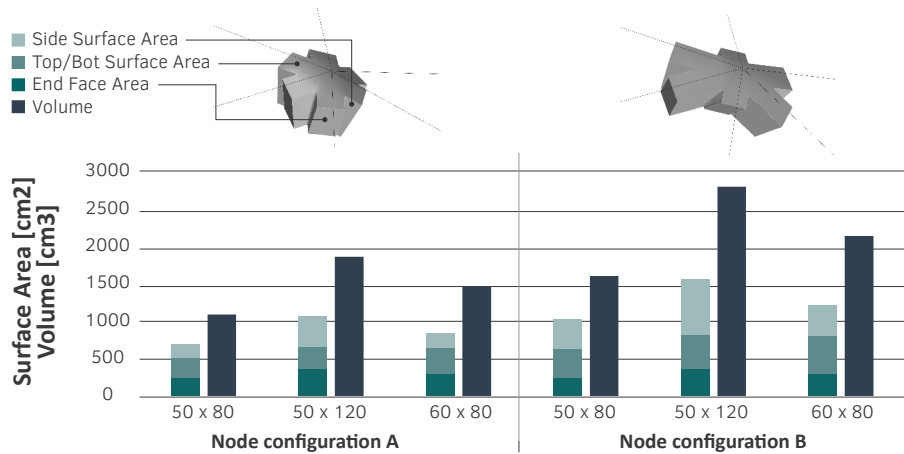 Side Surface Area
Top/Bot Surface Area
End Face Area
Volume
Surface Area [cm2]
Volume [cm3]
3000
2500
2000
1500
1000
500
0
50 x 80
50 x 120
60 x 80
50 x 80
50 x 120
60 x 80
Node configuration A
Node configuration B